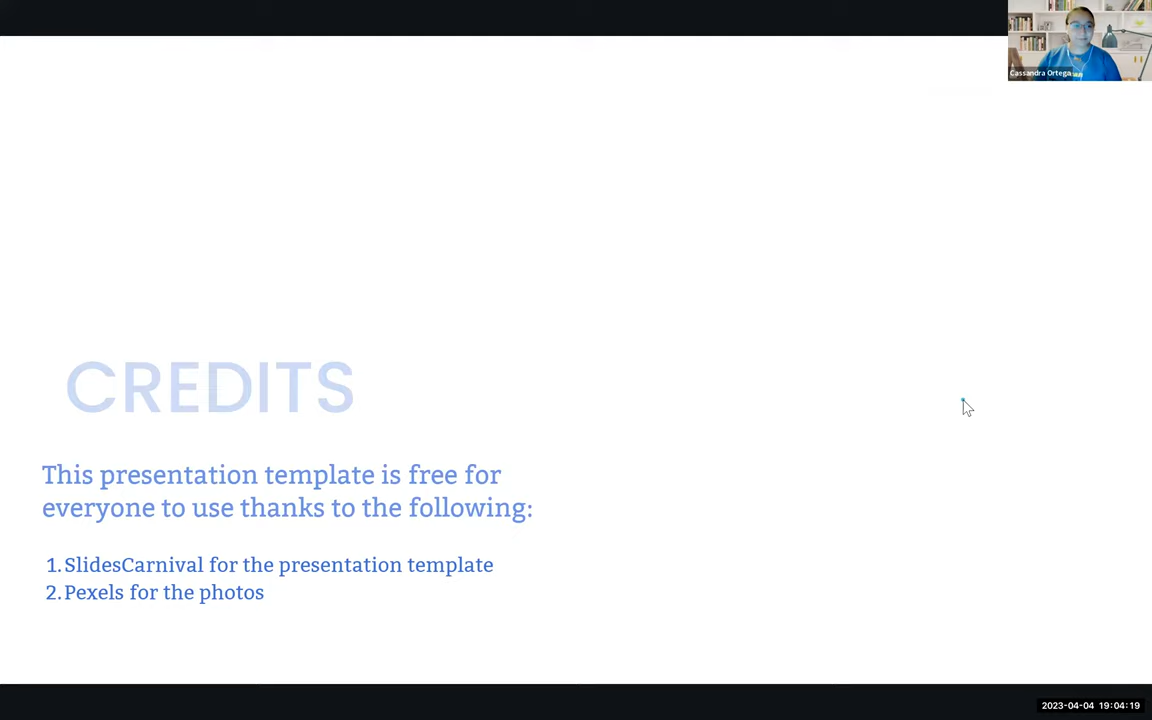 Cassandra Ortega
CREDITS
This presentation template is free for
everyone to use thanks to the following:
1. SlidesCarnival for the presentation template
2. Pexels for the photos
2023-04-04 19:04:19